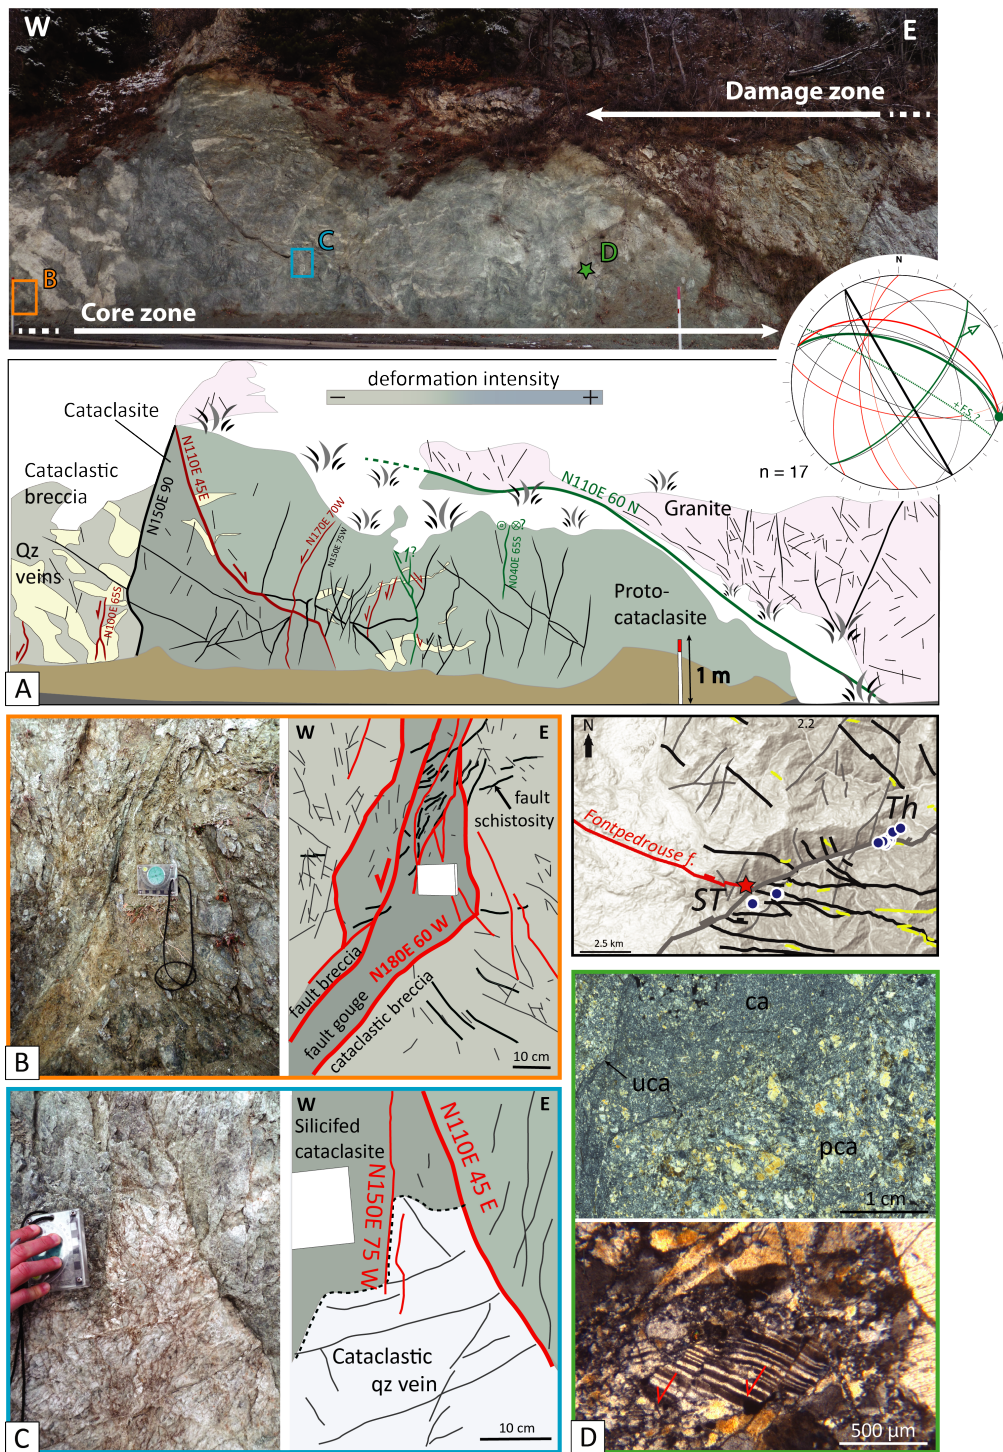 W
E
Damage zone
C
D
B
Core zone
N
+ES ?
n = 17
deformation intensity
−
+
Cataclasite
Cataclastic
breccia
Qz
veins
N150E 90
N110E 45E
N170E 70W
N150E 75W
N100E 65S
?
?
N040E 65S
N110E 60 N
Granite
Proto-
cataclasite
1 m
A
W
E
fault
schistosity
N180E 60 W
fault breccia
fault gouge
cataclastic breccia
10 cm
B
N
2.2
Th
Fontpedrouse f.
ST
2.5 km
ca
uca
pca
1 cm
W
E
Silicifed
cataclasite
N110E 45 E
N150E 75 W
Cataclastic
qz vein
10 cm
C
500 µm
D